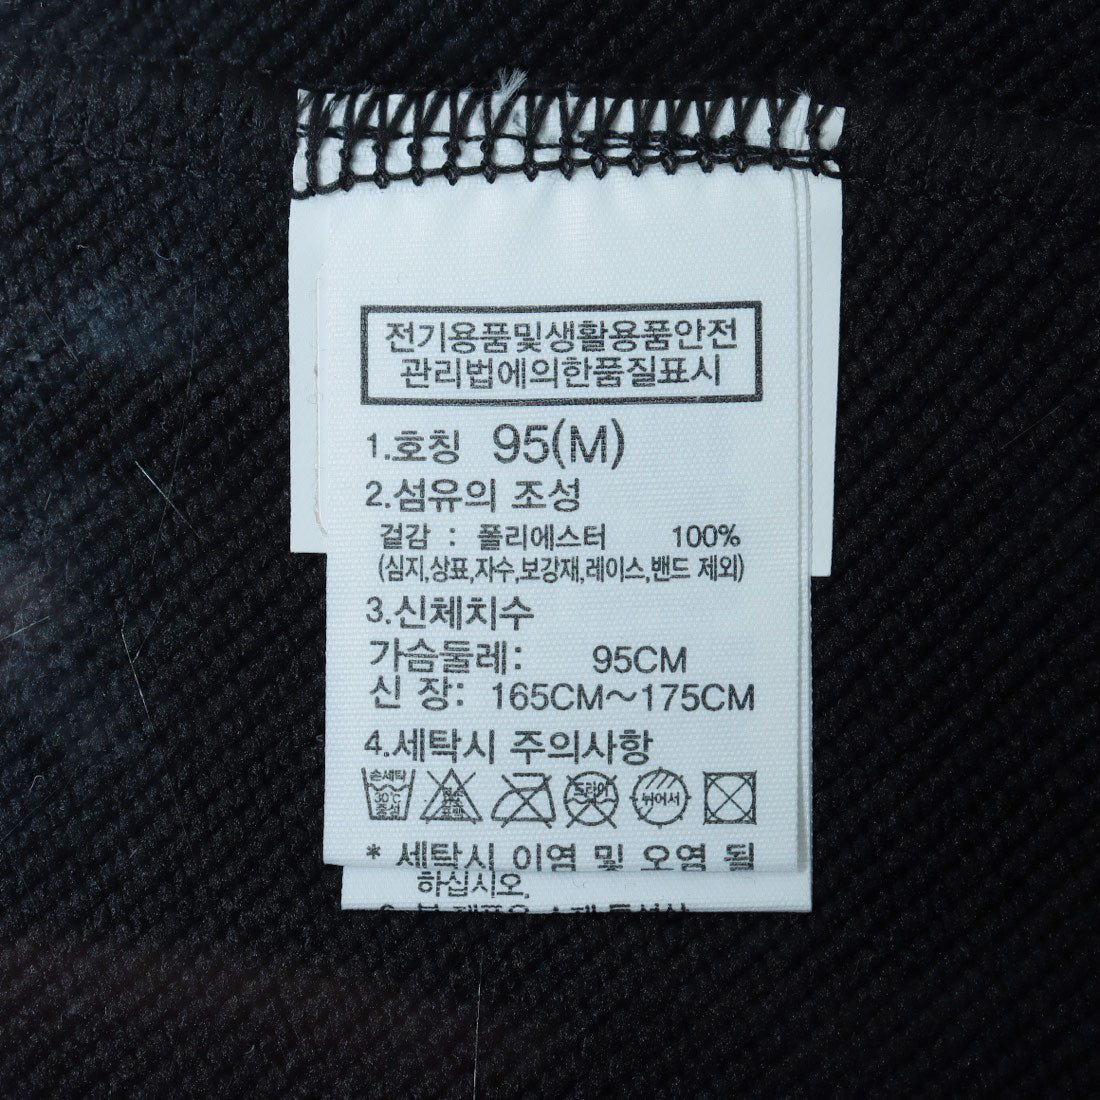 전기용품및생활용품안전
관리법에의한품질표시
1.호칭 95(M)
2.섬유의 조성
겉감 : 폴리에스터 100%
(심지,상표,자수,보강재,레이스,밴드 제외)
3.신체치수
가슴둘레: 95CM
신 장: 165CM~175CM
4.세탁시 주의사항
손세탁 30℃ 중성 드라이 뉘어서
* 세탁시 이염 및 오염 될
하십시오.